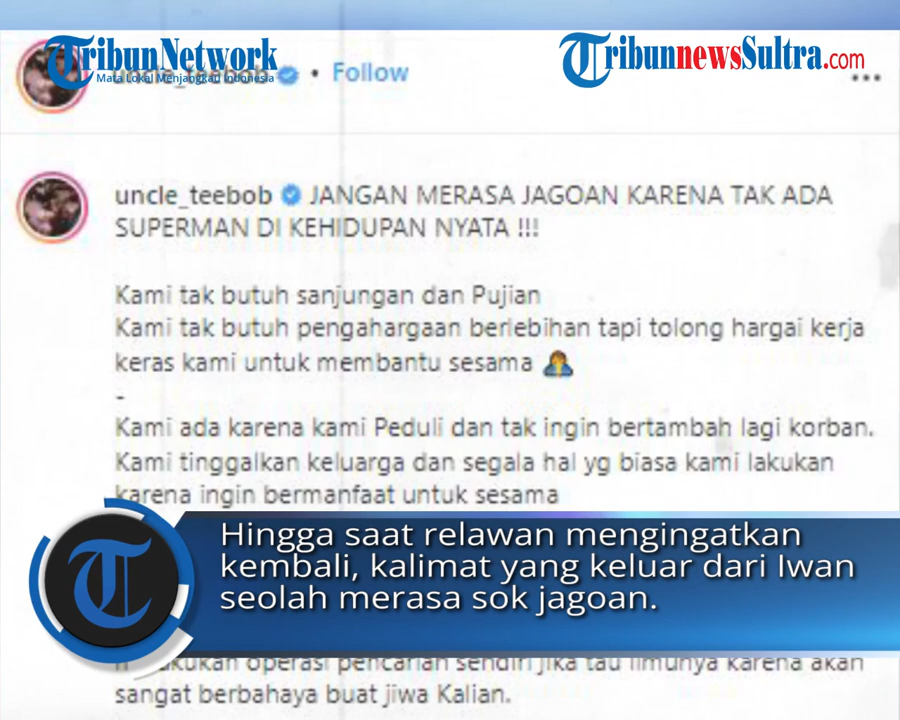 TribunNetwork
Mata Lokal Menjangkau Indonesia
TribunnewsSultra.com
• Follow
uncle_teebob JANGAN MERASA JAGOAN KARENA TAK ADA
SUPERMAN DI KEHIDUPAN NYATA !!!
Kami tak butuh sanjungan dan Pujian
Kami tak butuh pengahargaan berlebihan tapi tolong hargai kerja
keras kami untuk membantu sesama
-
Kami ada karena kami Peduli dan tak ingin bertambah lagi korban.
Kami tinggalkan keluarga dan segala hal yg biasa kami lakukan
karena ingin bermanfaat untuk sesama
Hingga saat relawan mengingatkan
kembali, kalimat yang keluar dari Iwan
seolah merasa sok jagoan.
T
operasi pencarian sendiri jika tau ilmunya karena akan
sangat berbahaya buat jiwa Kalian.